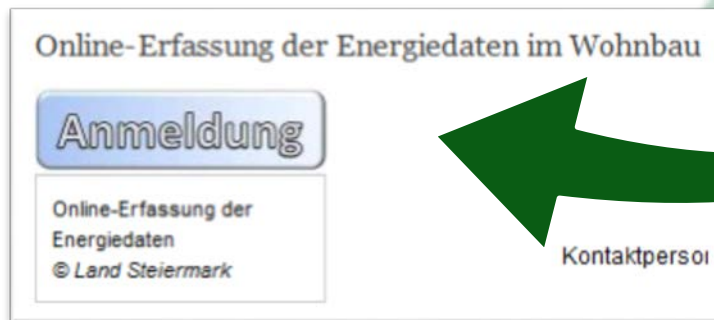 Online-Erfassung der Energiedaten im Wohnbau
Anmeldung
Online-Erfassung der
Energiedaten
© Land Steiermark